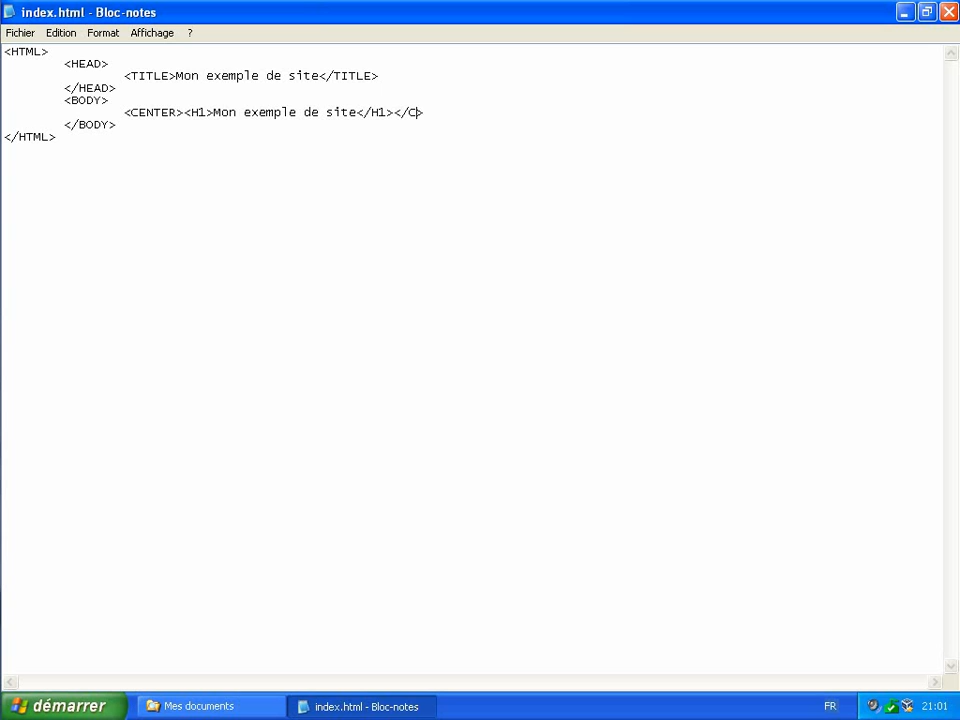 index.html - Bloc-notes
Fichier Edition Format Affichage ?
<HTML>
<HEAD>
<TITLE>Mon exemple de site</TITLE>
</HEAD>
<BODY>
<CENTER><H1>Mon exemple de site</H1></C>
</BODY>
</HTML>
démarrer Mes documents index.html - Bloc-notes FR 21:01